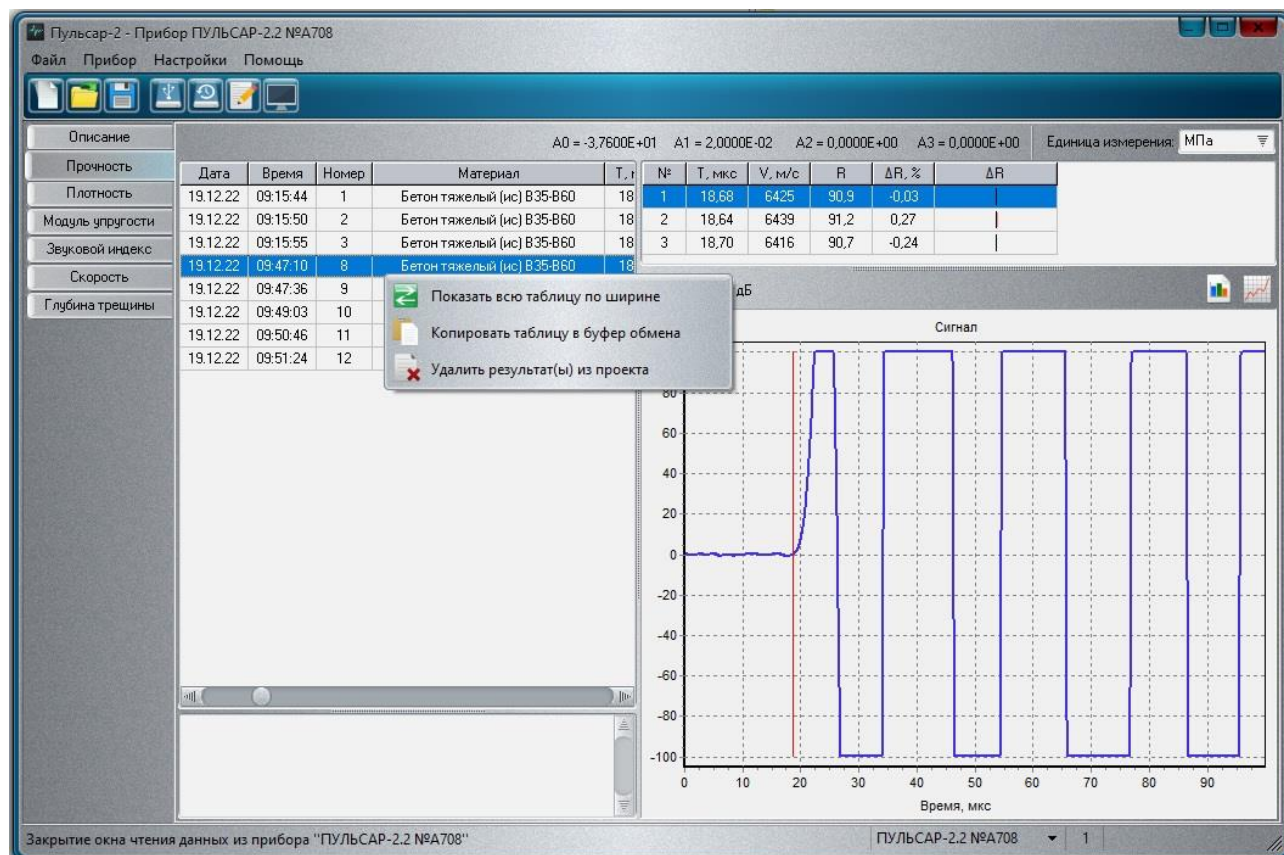 Пульсар-2 - Прибор ПУЛЬСАР-2.2 №A708
Файл Прибор Настройки Помощь
Описание
Прочность
Плотность
Модуль упругости
Звуковой индекс
Скорость
Глубина трещины
A0 = -3,7600E+01 A1 = 2,0000E-02 A2 = 0,0000E+00 A3 = 0,0000E+00 Единица измерения: МПа
Дата Время Номер Материал T,
19.12.22 09:15:44 1 Бетон тяжелый (ис) B35-B60 18
19.12.22 09:15:50 2 Бетон тяжелый (ис) B35-B60 18
19.12.22 09:15:55 3 Бетон тяжелый (ис) B35-B60 18
19.12.22 09:47:10 8 Бетон тяжелый (ис) B35-B60 18
19.12.22 09:47:36 9
19.12.22 09:49:03 10
19.12.22 09:50:46 11
19.12.22 09:51:24 12
№ T, мкс V, м/с R ΔR, % ΔR
1 18,68 6425 90,9 -0,03
2 18,64 6439 91,2 0,27
3 18,70 6416 90,7 -0,24
Показать всю таблицу по ширине
Копировать таблицу в буфер обмена
Удалить результат(ы) из проекта
дБ
Сигнал
80
60
40
20
0
-20
-40
-60
-80
-100
0 10 20 30 40 50 60 70 80 90
Время, мкс
Закрытие окна чтения данных из прибора "ПУЛЬСАР-2.2 №A708"
ПУЛЬСАР-2.2 №A708 1